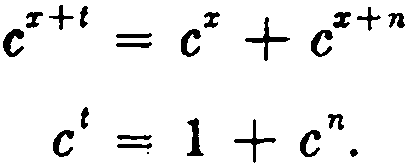 c^{x+t} = c^x + c^{x+n}
c^t = 1 + c^n.